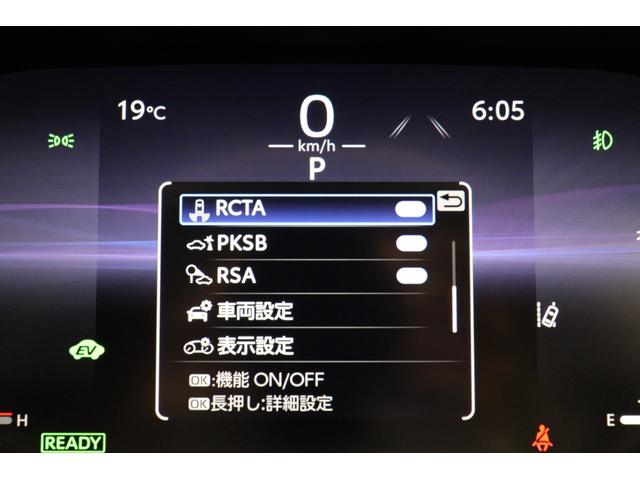 19℃
0
6:05
km/h
P
RCTA
PKSB
RSA
車両設定
EV
表示設定
OK:機能 ON/OFF
OK長押し:詳細設定
H
E
READY